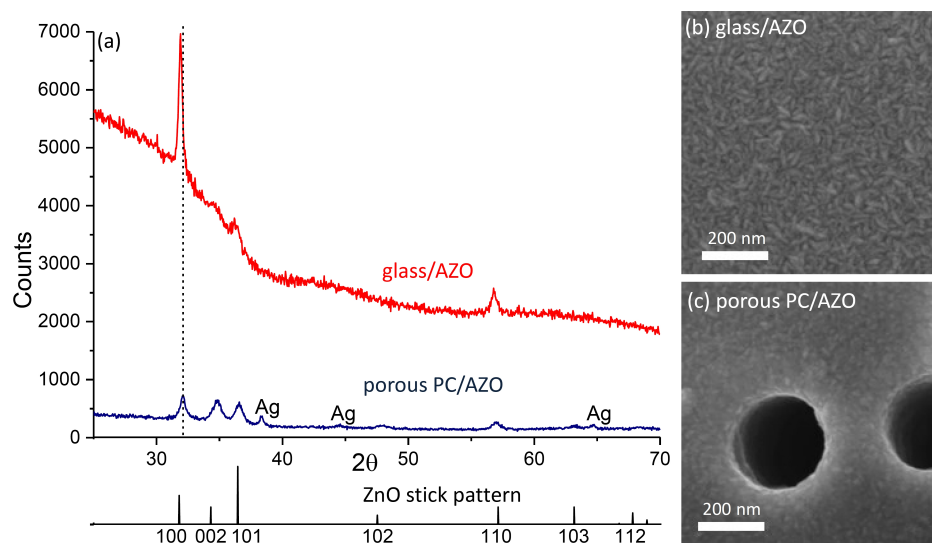 (a)
7000
6000
5000
4000
3000
2000
1000
0
Counts
glass/AZO
porous PC/AZO
Ag
Ag
Ag
30
40
50
60
70
2θ
ZnO stick pattern
100 002 101 102 110 103 112
(b) glass/AZO
200 nm
(c) porous PC/AZO
200 nm